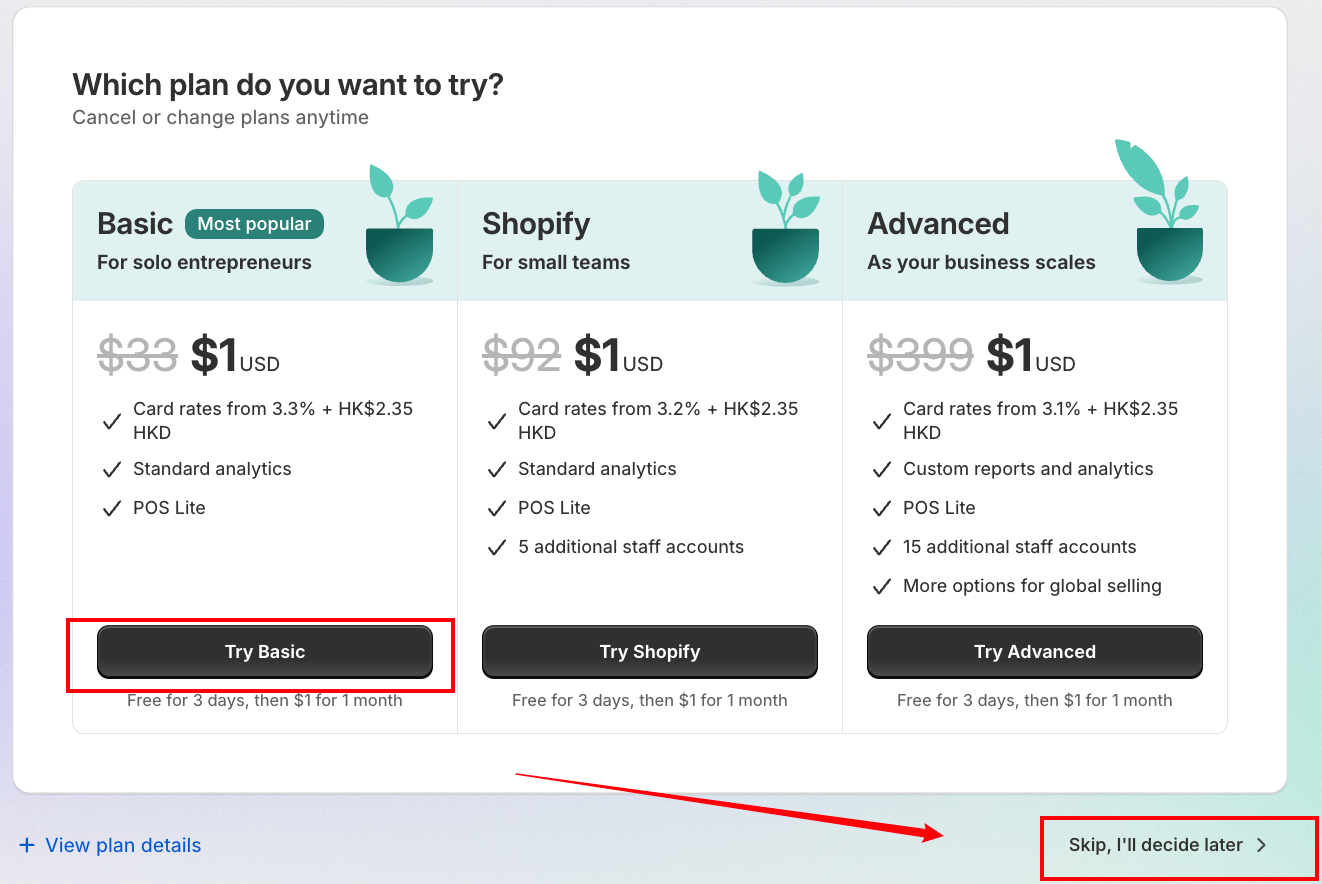 Which plan do you want to try?
Cancel or change plans anytime
Basic Most popular
For solo entrepreneurs
$33 $1 USD
Card rates from 3.3% + HK$2.35
HKD
Standard analytics
POS Lite
Try Basic
Free for 3 days, then $1 for 1 month
Shopify
For small teams
$92 $1 USD
Card rates from 3.2% + HK$2.35
HKD
Standard analytics
POS Lite
5 additional staff accounts
Try Shopify
Free for 3 days, then $1 for 1 month
Advanced
As your business scales
$399 $1 USD
Card rates from 3.1% + HK$2.35
HKD
Custom reports and analytics
POS Lite
15 additional staff accounts
More options for global selling
Try Advanced
Free for 3 days, then $1 for 1 month
+ View plan details
Skip, I'll decide later